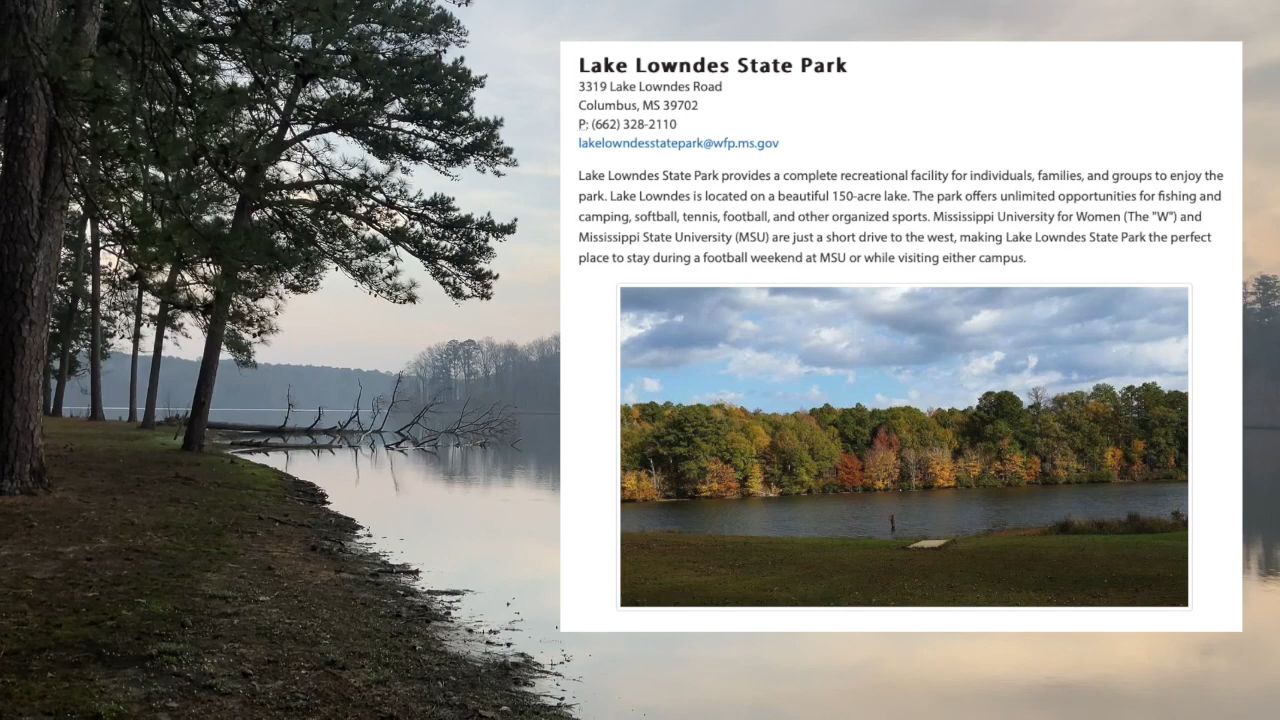 Lake Lowndes State Park
3319 Lake Lowndes Road
Columbus, MS 39702
P: (662) 328-2110
lakelowndesstatepark@wfp.ms.gov
Lake Lowndes State Park provides a complete recreational facility for individuals, families, and groups to enjoy the
park. Lake Lowndes is located on a beautiful 150-acre lake. The park offers unlimited opportunities for fishing and
camping, softball, tennis, football, and other organized sports. Mississippi University for Women (The "W") and
Mississippi State University (MSU) are just a short drive to the west, making Lake Lowndes State Park the perfect
place to stay during a football weekend at MSU or while visiting either campus.